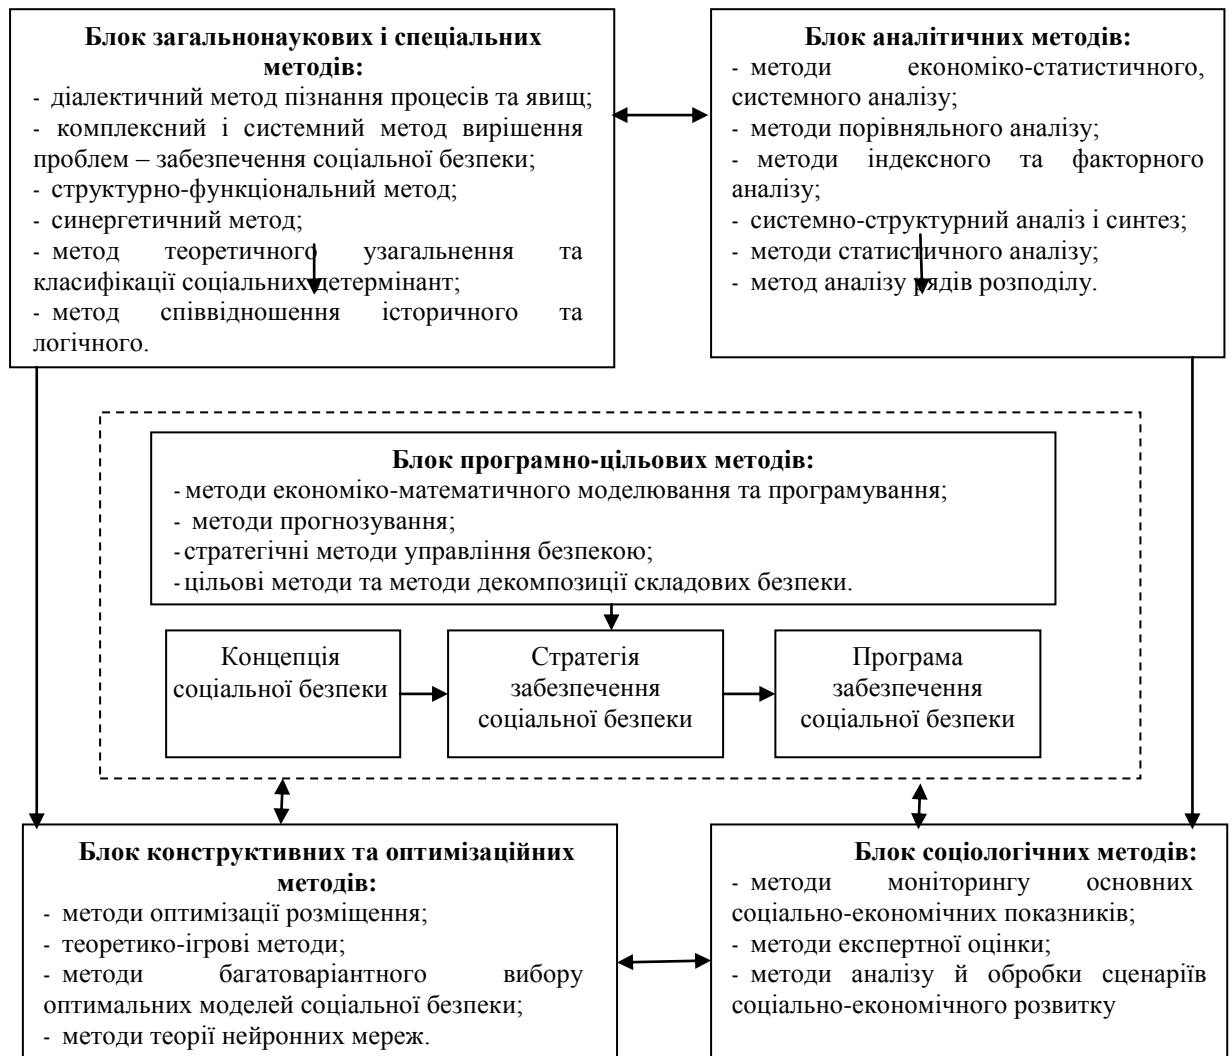 Блок загальнонаукових і спеціальних
методів:
- діалектичний метод пізнання процесів та явищ;
- комплексний і системний метод вирішення
проблем – забезпечення соціальної безпеки;
- структурно-функціональний метод;
- синергетичний метод;
- метод теоретичного узагальнення та
класифікації соціальних детермінант;
- метод співвідношення історичного та
логічного.
Блок аналітичних методів:
- методи економіко-статистичного,
системного аналізу;
- методи порівняльного аналізу;
- методи індексного та факторного
аналізу;
- системно-структурний аналіз і синтез;
- методи статистичного аналізу;
- метод аналізу рядів розподілу.
Блок програмно-цільових методів:
- методи економіко-математичного моделювання та програмування;
- методи прогнозування;
- стратегічні методи управління безпекою;
- цільові методи та методи декомпозиції складових безпеки.
Концепція
соціальної безпеки
Стратегія
забезпечення
соціальної безпеки
Програма
забезпечення
соціальної безпеки
Блок конструктивних та оптимізаційних
методів:
- методи оптимізації розміщення;
- теоретико-ігрові методи;
- методи багатоваріантного вибору
оптимальних моделей соціальної безпеки;
- методи теорії нейронних мереж.
Блок соціологічних методів:
- методи моніторингу основних
соціально-економічних показників;
- методи експертної оцінки;
- методи аналізу й обробки сценаріїв
соціально-економічного розвитку